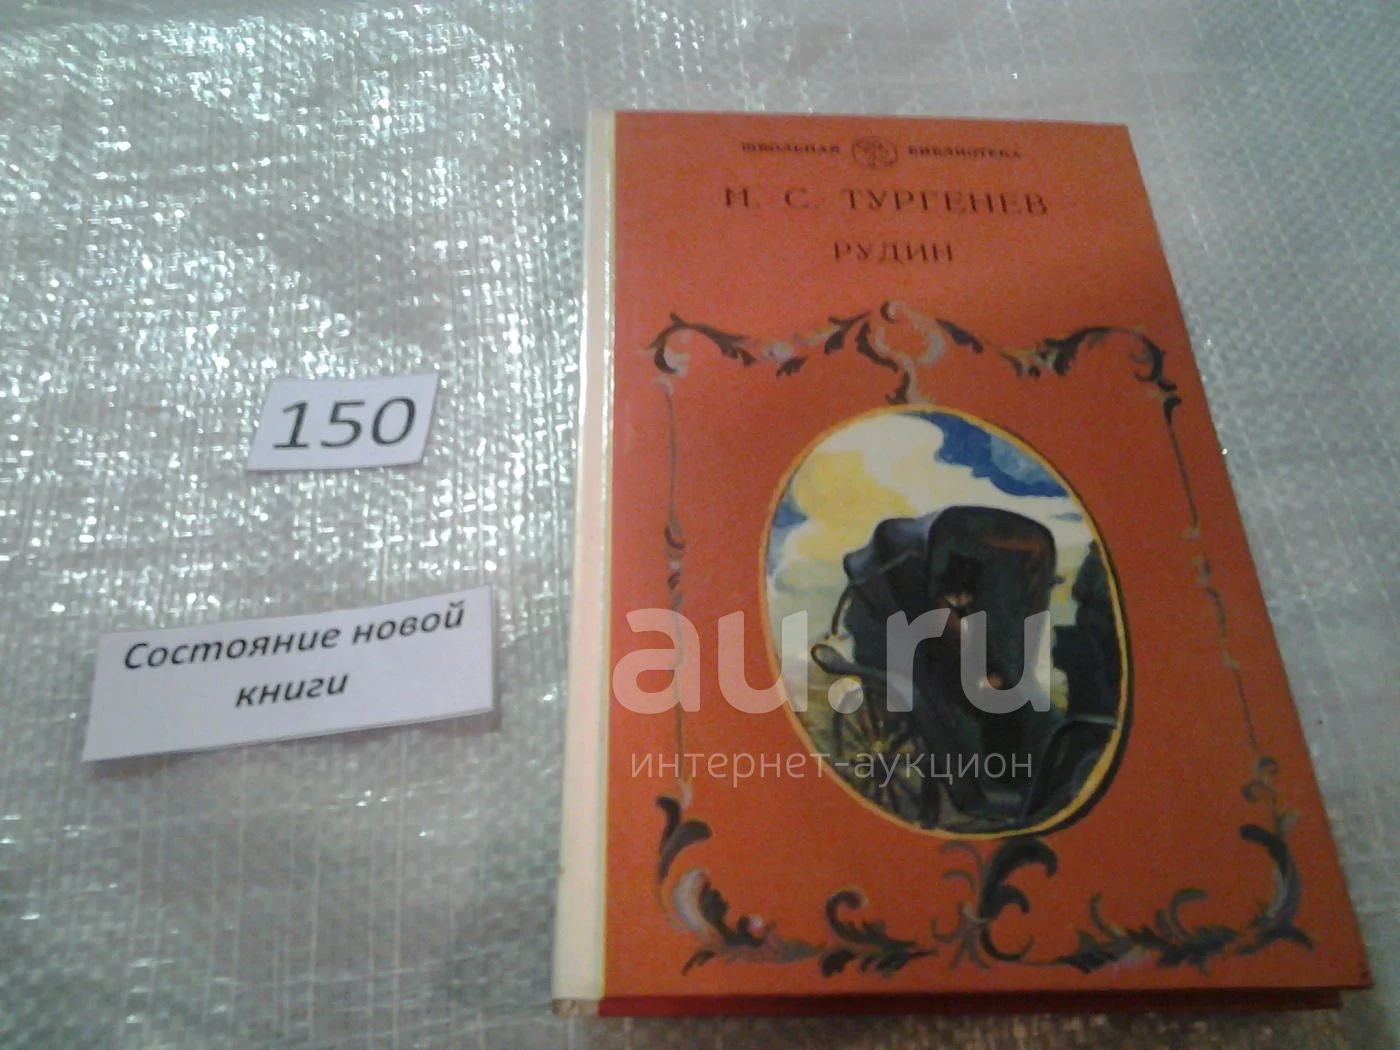 ШКОЛЬНАЯ БИБЛИОТЕКА
И. С. ТУРГЕНЕВ
РУДИН
150
Состояние новой
книги
au.ru
интернет-аукцион